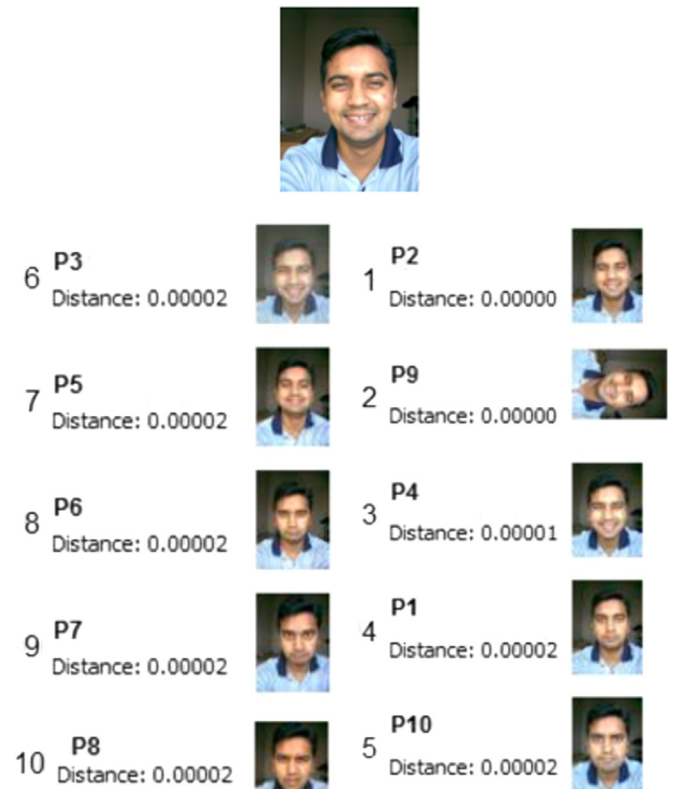 6 P3
Distance: 0.00002
7 P5
Distance: 0.00002
8 P6
Distance: 0.00002
9 P7
Distance: 0.00002
10 P8
Distance: 0.00002
1 P2
Distance: 0.00000
2 P9
Distance: 0.00000
3 P4
Distance: 0.00001
4 P1
Distance: 0.00002
5 P10
Distance: 0.00002